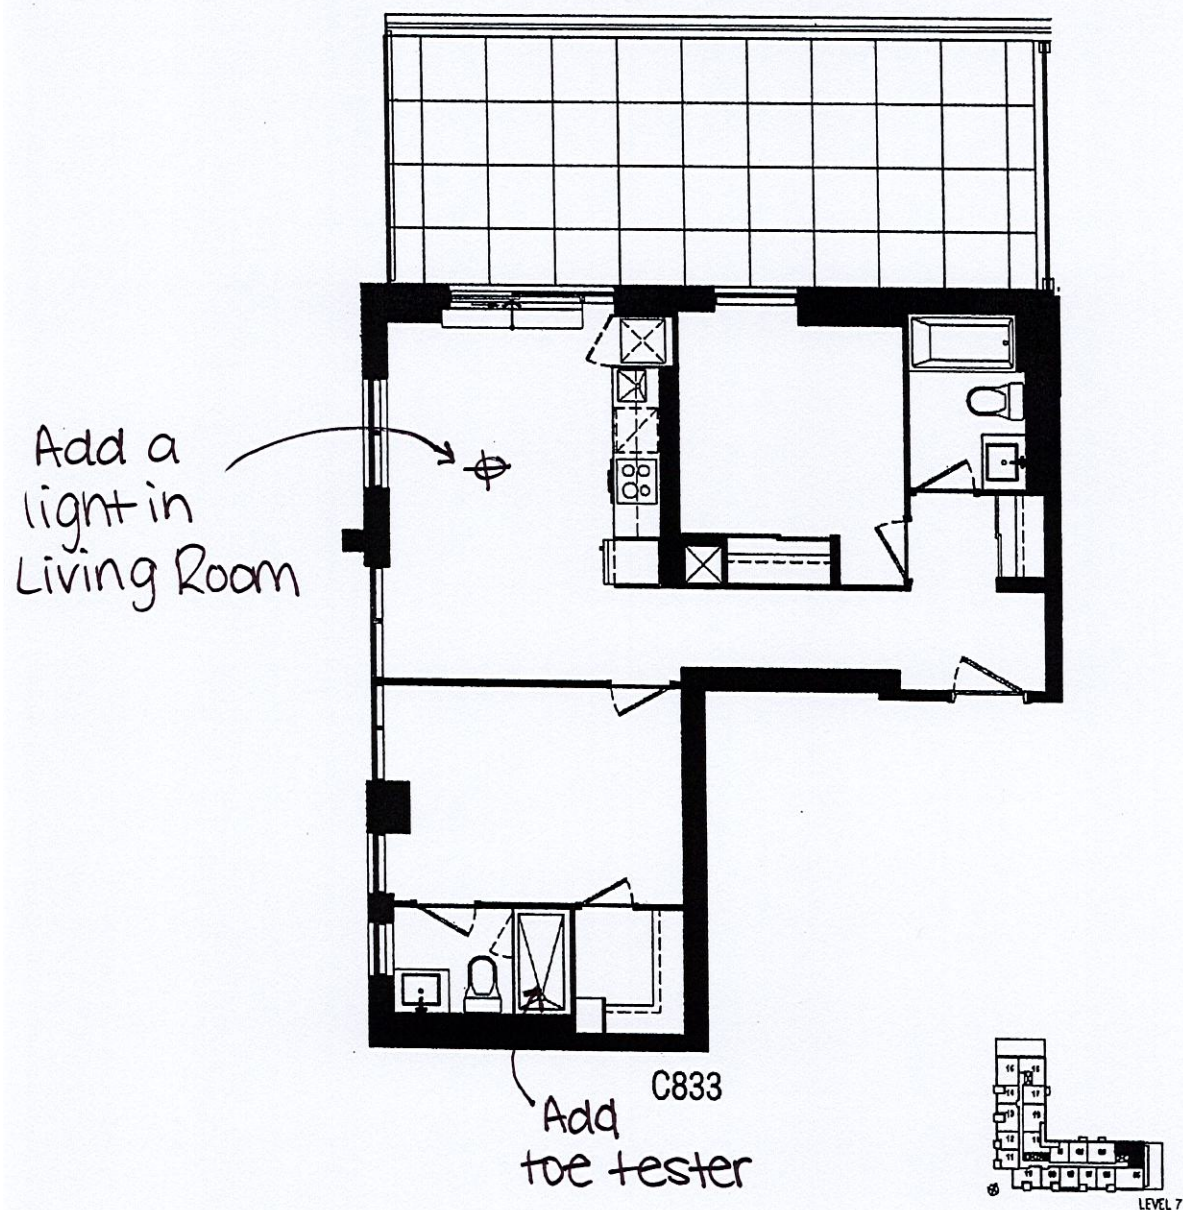 Add a
light in
Living Room
C833
Add
toe tester
LEVEL 7